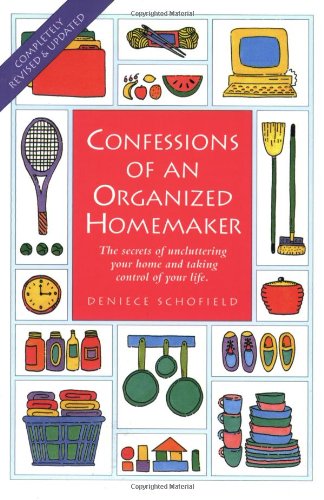 COMPLETELY
REVISED & UPDATED
CONFESSIONS
OF AN
ORGANIZED
HOMEMAKER
The secrets of uncluttering
your home and taking
control of your life.
DENIECE SCHOFIELD